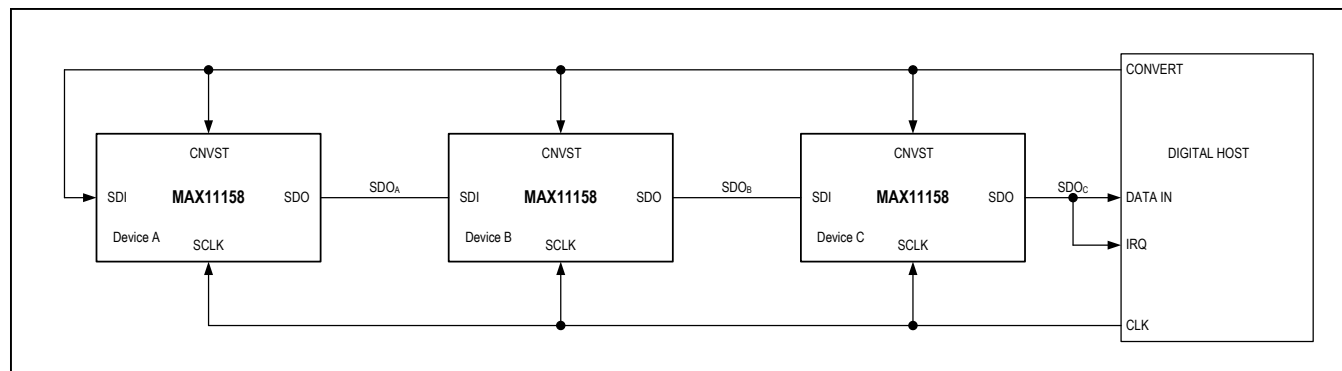 CONVERT
DIGITAL HOST
DATA IN
IRQ
CLK
CNVST
SDI
MAX11158
SDO
Device A
SCLK
SDOA
CNVST
SDI
MAX11158
SDO
Device B
SCLK
SDOB
CNVST
SDI
MAX11158
SDO
Device C
SCLK
SDOC